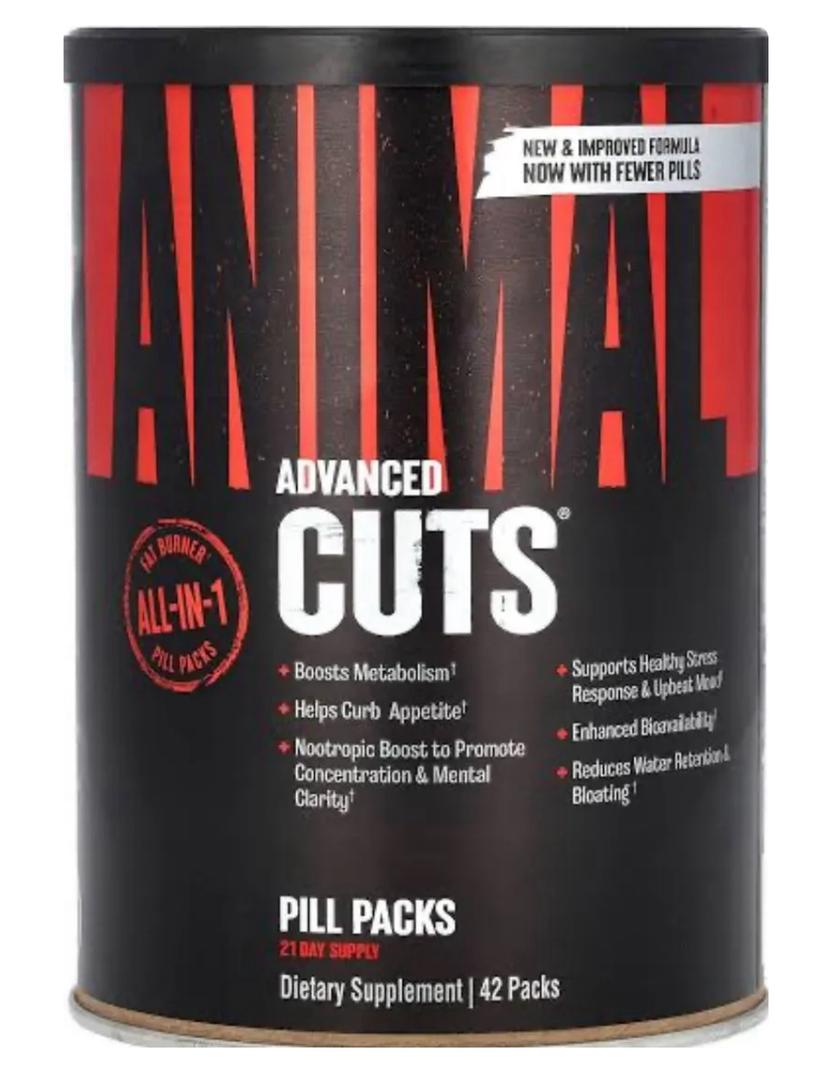 ANIMAL
NEW & IMPROVED FORMULA
NOW WITH FEWER PILLS
ADVANCED
CUTS®
FAT BURNER†
ALL-IN-1
PILL PACKS
+ Boosts Metabolism†
+ Helps Curb Appetite†
+ Nootropic Boost to Promote
Concentration & Mental
Clarity†
+ Supports Healthy Stress
Response & Upbeat Mood†
+ Enhanced Bioavailability†
+ Reduces Water Retention &
Bloating†
PILL PACKS
21 DAY SUPPLY
Dietary Supplement | 42 Packs